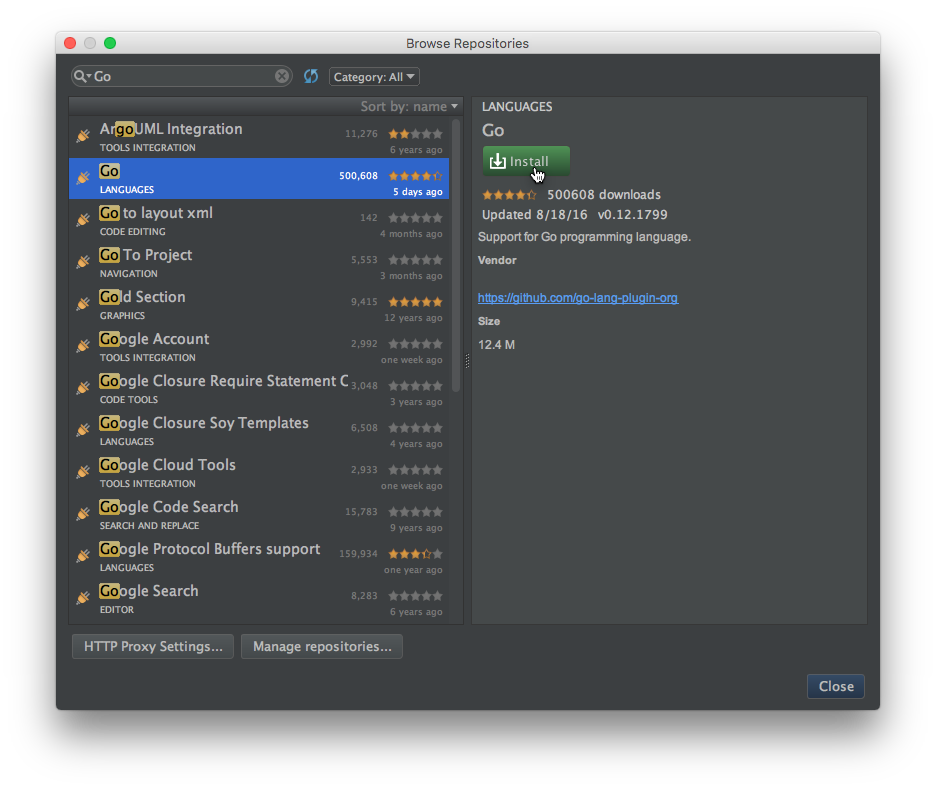 Browse Repositories
Go
Category: All
Sort by: name
ArgoUML Integration 11,276
TOOLS INTEGRATION 6 years ago
Go 500,608
LANGUAGES 5 days ago
Go to layout xml 142
CODE EDITING 4 months ago
Go To Project 5,553
NAVIGATION 3 months ago
Gold Section 9,415
GRAPHICS 12 years ago
Google Account 2,992
TOOLS INTEGRATION one week ago
Google Closure Require Statement C 3,048
CODE TOOLS 3 years ago
Google Closure Soy Templates 6,508
LANGUAGES 4 years ago
Google Cloud Tools 2,933
TOOLS INTEGRATION one week ago
Google Code Search 15,783
SEARCH AND REPLACE 9 years ago
Google Protocol Buffers support 159,934
LANGUAGES one year ago
Google Search 8,283
EDITOR 6 years ago
LANGUAGES
Go
Install
500608 downloads
Updated 8/18/16 v0.12.1799
Support for Go programming language.
Vendor
https://github.com/go-lang-plugin-org
Size
12.4 M
HTTP Proxy Settings...
Manage repositories...
Close